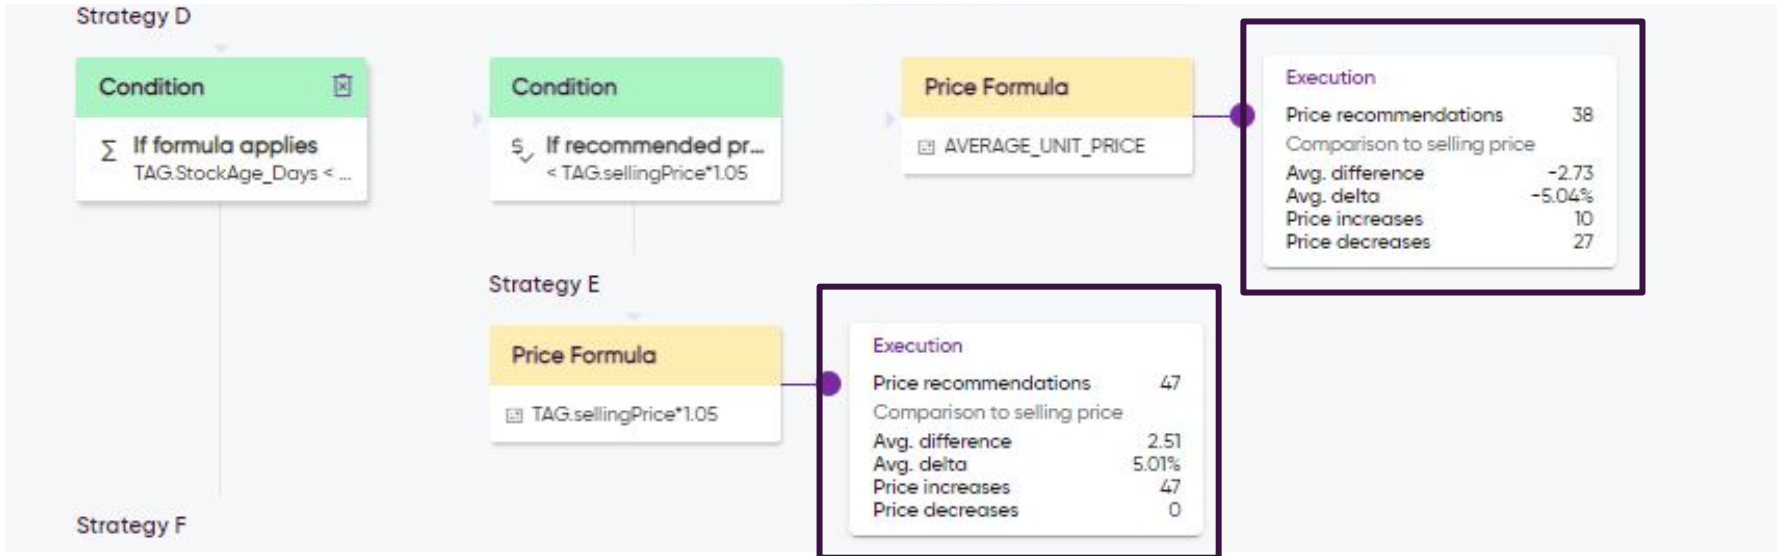 Strategy D
Condition
If formula applies
TAG.StockAge_Days < ...
Condition
If recommended pr...
< TAG.sellingPrice*1.05
Price Formula
AVERAGE_UNIT_PRICE
Execution
Price recommendations 38
Comparison to selling price
Avg. difference -2.73
Avg. delta -5.04%
Price increases 10
Price decreases 27
Strategy E
Price Formula
TAG.sellingPrice*1.05
Execution
Price recommendations 47
Comparison to selling price
Avg. difference 2.51
Avg. delta 5.01%
Price increases 47
Price decreases 0
Strategy F